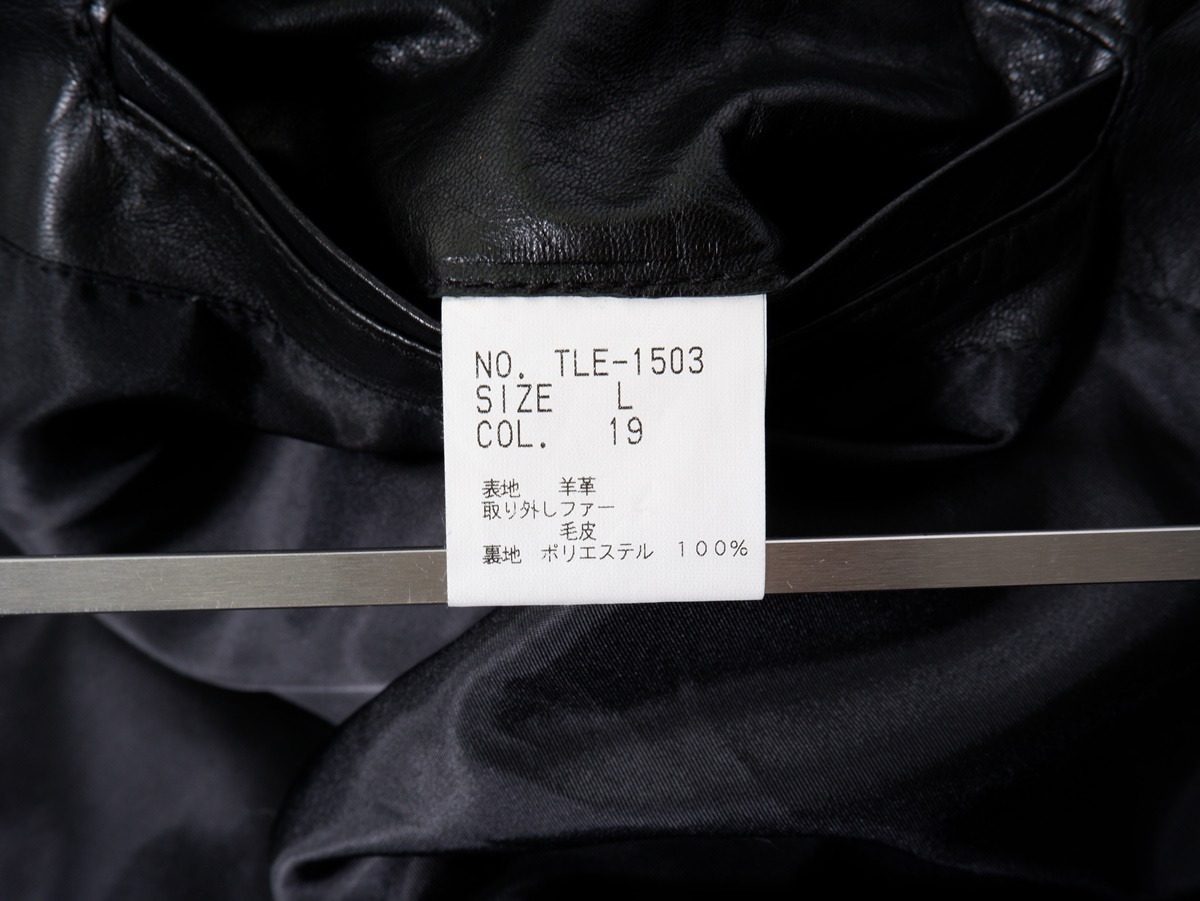 NO. TLE-1503
SIZE L
COL. 19
表地 羊革
取り外しファー
毛皮
裏地 ポリエステル 100%